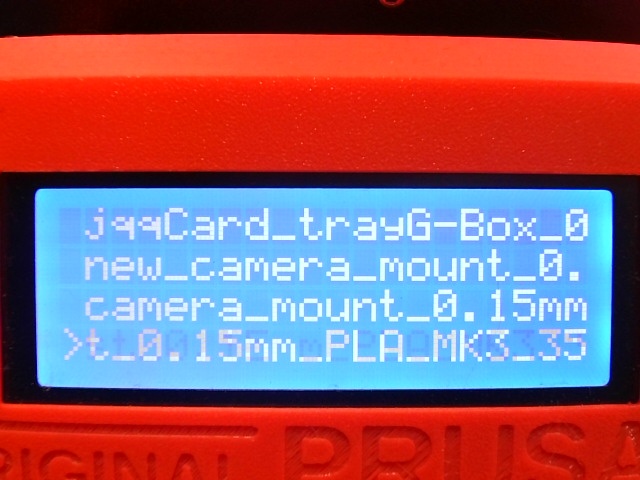 jqqCard_trayG-Box_0
new_camera_mount_0.
camera_mount_0.15mm
>t_0.15mm_PLA_MK3_35
ORIGINAL PRUSA